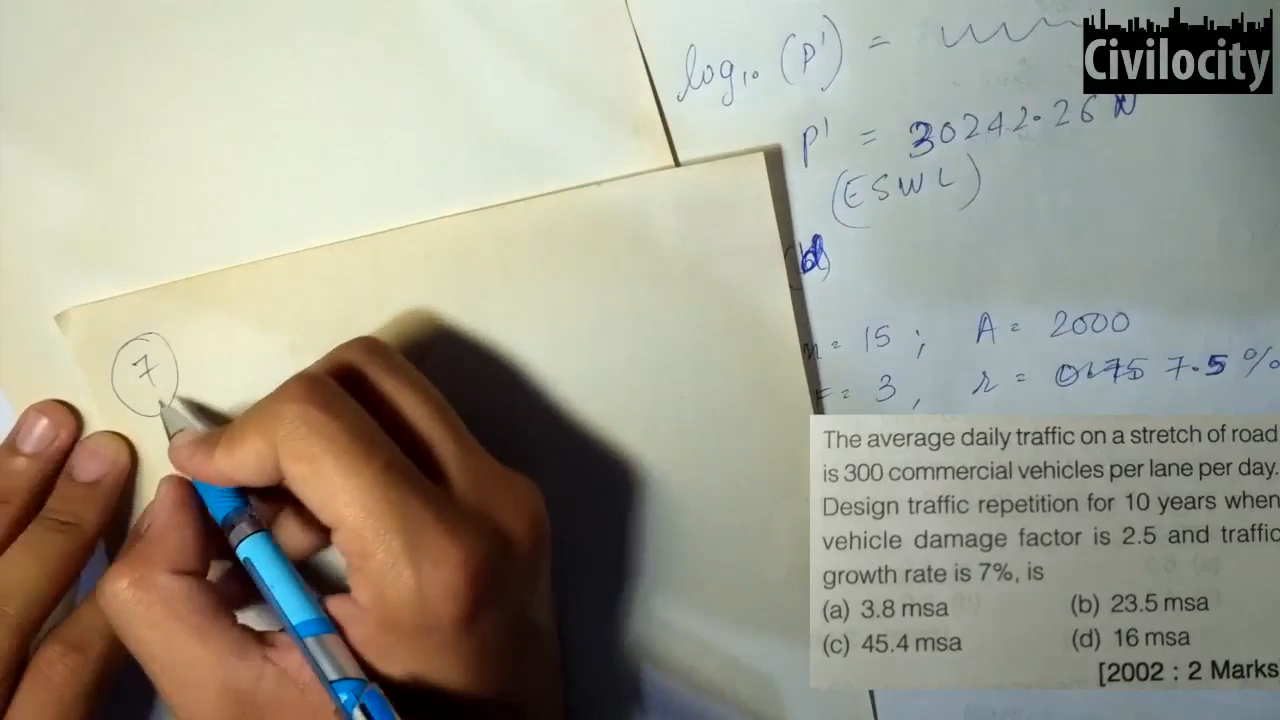 Civilocity
log₁₀ (P') =
P' = 30242.26 N
(ESWL)
n = 15 ; A = 2000
F = 3, r = 7.5 %
7
The average daily traffic on a stretch of road
is 300 commercial vehicles per lane per day.
Design traffic repetition for 10 years when
vehicle damage factor is 2.5 and traffic
growth rate is 7%, is
(a) 3.8 msa (b) 23.5 msa
(c) 45.4 msa (d) 16 msa
[2002 : 2 Marks